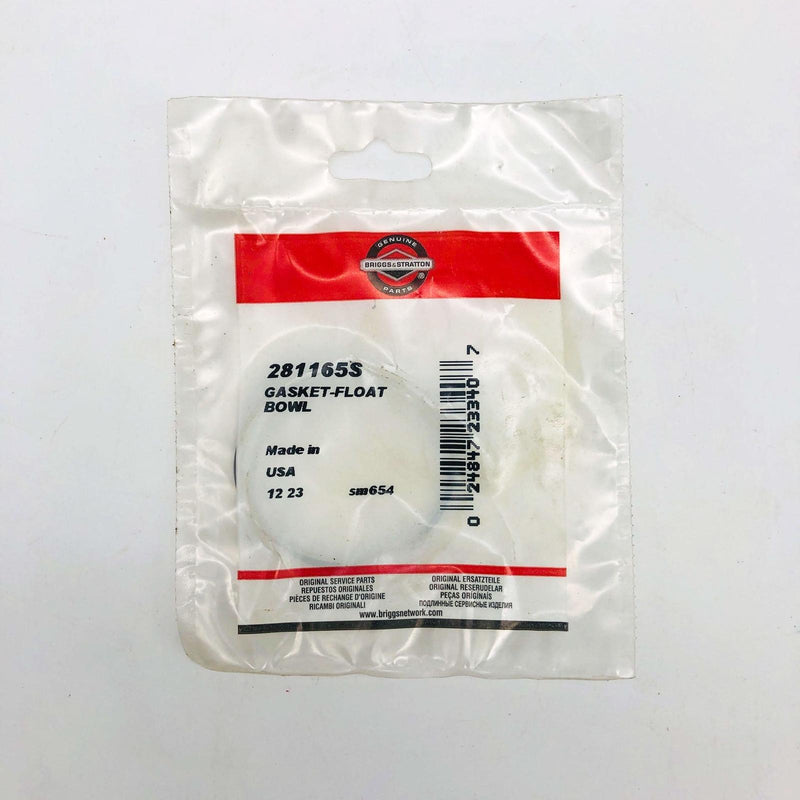 GENUINE
BRIGGS&STRATTON
PARTS ®
281165S
GASKET-FLOAT
BOWL
Made in
USA
12 23 sm654
0 24847 23340 7
ORIGINAL SERVICE PARTS
REPUESTOS ORIGINALES
PIÈCES DE RECHANGE D'ORIGINE
RICAMBI ORIGINALI
ORIGINAL ERSATZTEILE
ORIGINAL RESERUDELAR
PEÇAS ORIGINAIS
ПОДЛИННЫЕ СЕРВИСНЫЕ ИЗДЕЛИЯ
www.briggsnetwork.com